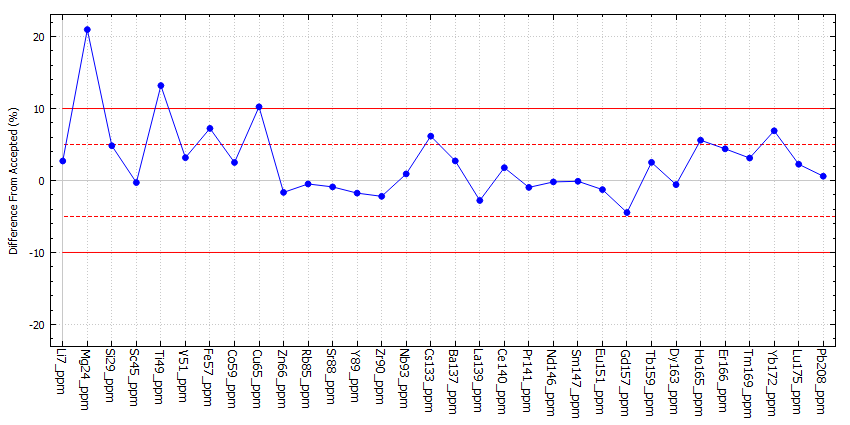 20
10
0
-10
-20
Difference From Accepted (%)
Li7_ppm
Mg24_ppm
Si29_ppm
Sc45_ppm
Ti49_ppm
V51_ppm
Fe57_ppm
Co59_ppm
Cu65_ppm
Zn66_ppm
Rb85_ppm
Sr88_ppm
Y89_ppm
Zr90_ppm
Nb93_ppm
Cs133_ppm
Ba137_ppm
La139_ppm
Ce140_ppm
Pr141_ppm
Nd146_ppm
Sm147_ppm
Eu151_ppm
Gd157_ppm
Tb159_ppm
Dy163_ppm
Ho165_ppm
Er166_ppm
Tm169_ppm
Yb172_ppm
Lu175_ppm
Pb208_ppm